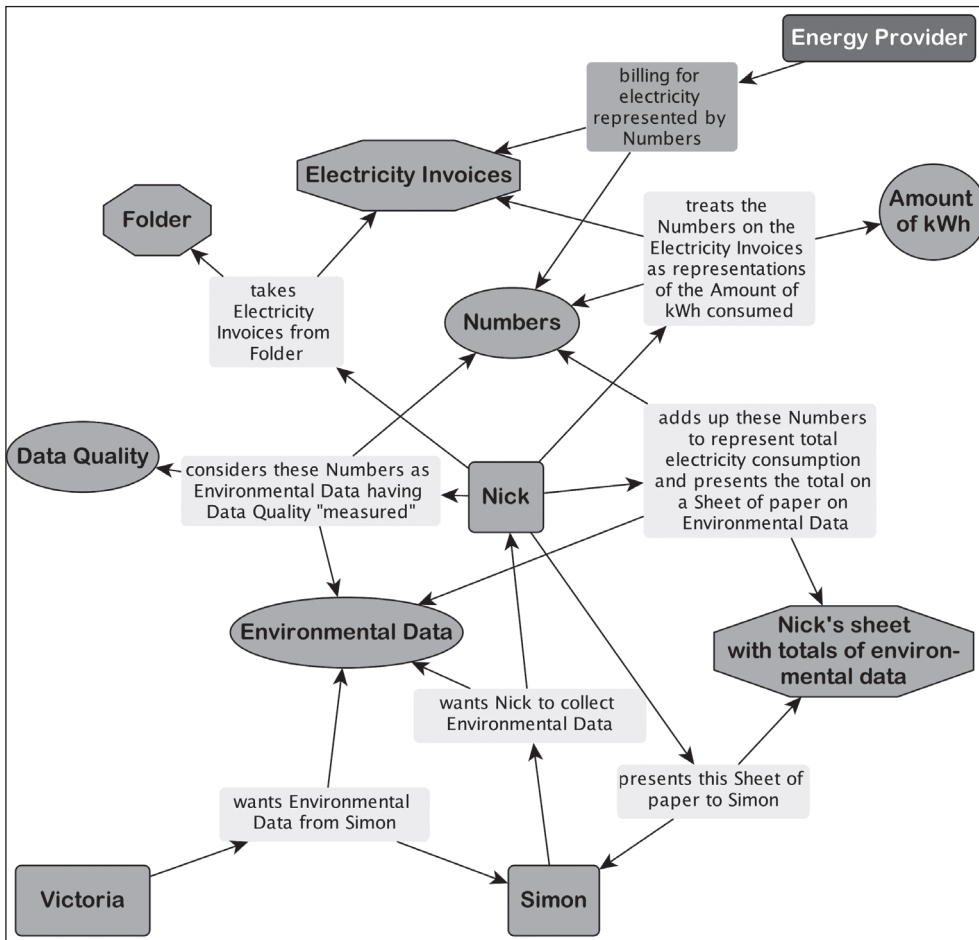 Energy Provider
billing for
electricity
represented by
Numbers
Electricity Invoices
Folder
treats the
Numbers on the
Electricity Invoices
as representations
of the Amount of
kWh consumed
Amount
of kWh
takes
Electricity
Invoices from
Folder
Numbers
Data Quality
considers these Numbers as
Environmental Data having
Data Quality "measured"
Nick
adds up these Numbers
to represent total
electricity consumption
and presents the total on
a Sheet of paper on
Environmental Data
Environmental Data
Nick's sheet
with totals of environ-
mental data
wants Nick to collect
Environmental Data
presents this Sheet of
paper to Simon
wants Environmental
Data from Simon
Victoria
Simon